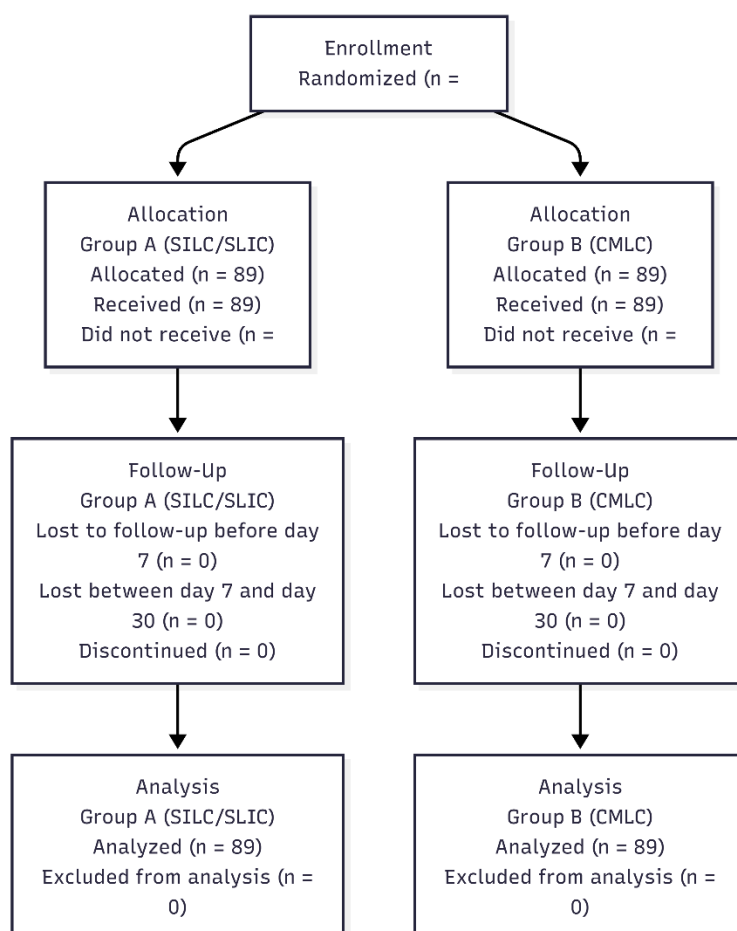 Enrollment
Randomized (n =
Allocation
Group A (SILC/SLIC)
Allocated (n = 89)
Received (n = 89)
Did not receive (n =
Allocation
Group B (CMLC)
Allocated (n = 89)
Received (n = 89)
Did not receive (n =
Follow-Up
Group A (SILC/SLIC)
Lost to follow-up before day
7 (n = 0)
Lost between day 7 and day
30 (n = 0)
Discontinued (n = 0)
Follow-Up
Group B (CMLC)
Lost to follow-up before day
7 (n = 0)
Lost between day 7 and day
30 (n = 0)
Discontinued (n = 0)
Analysis
Group A (SILC/SLIC)
Analyzed (n = 89)
Excluded from analysis (n =
0)
Analysis
Group B (CMLC)
Analyzed (n = 89)
Excluded from analysis (n =
0)